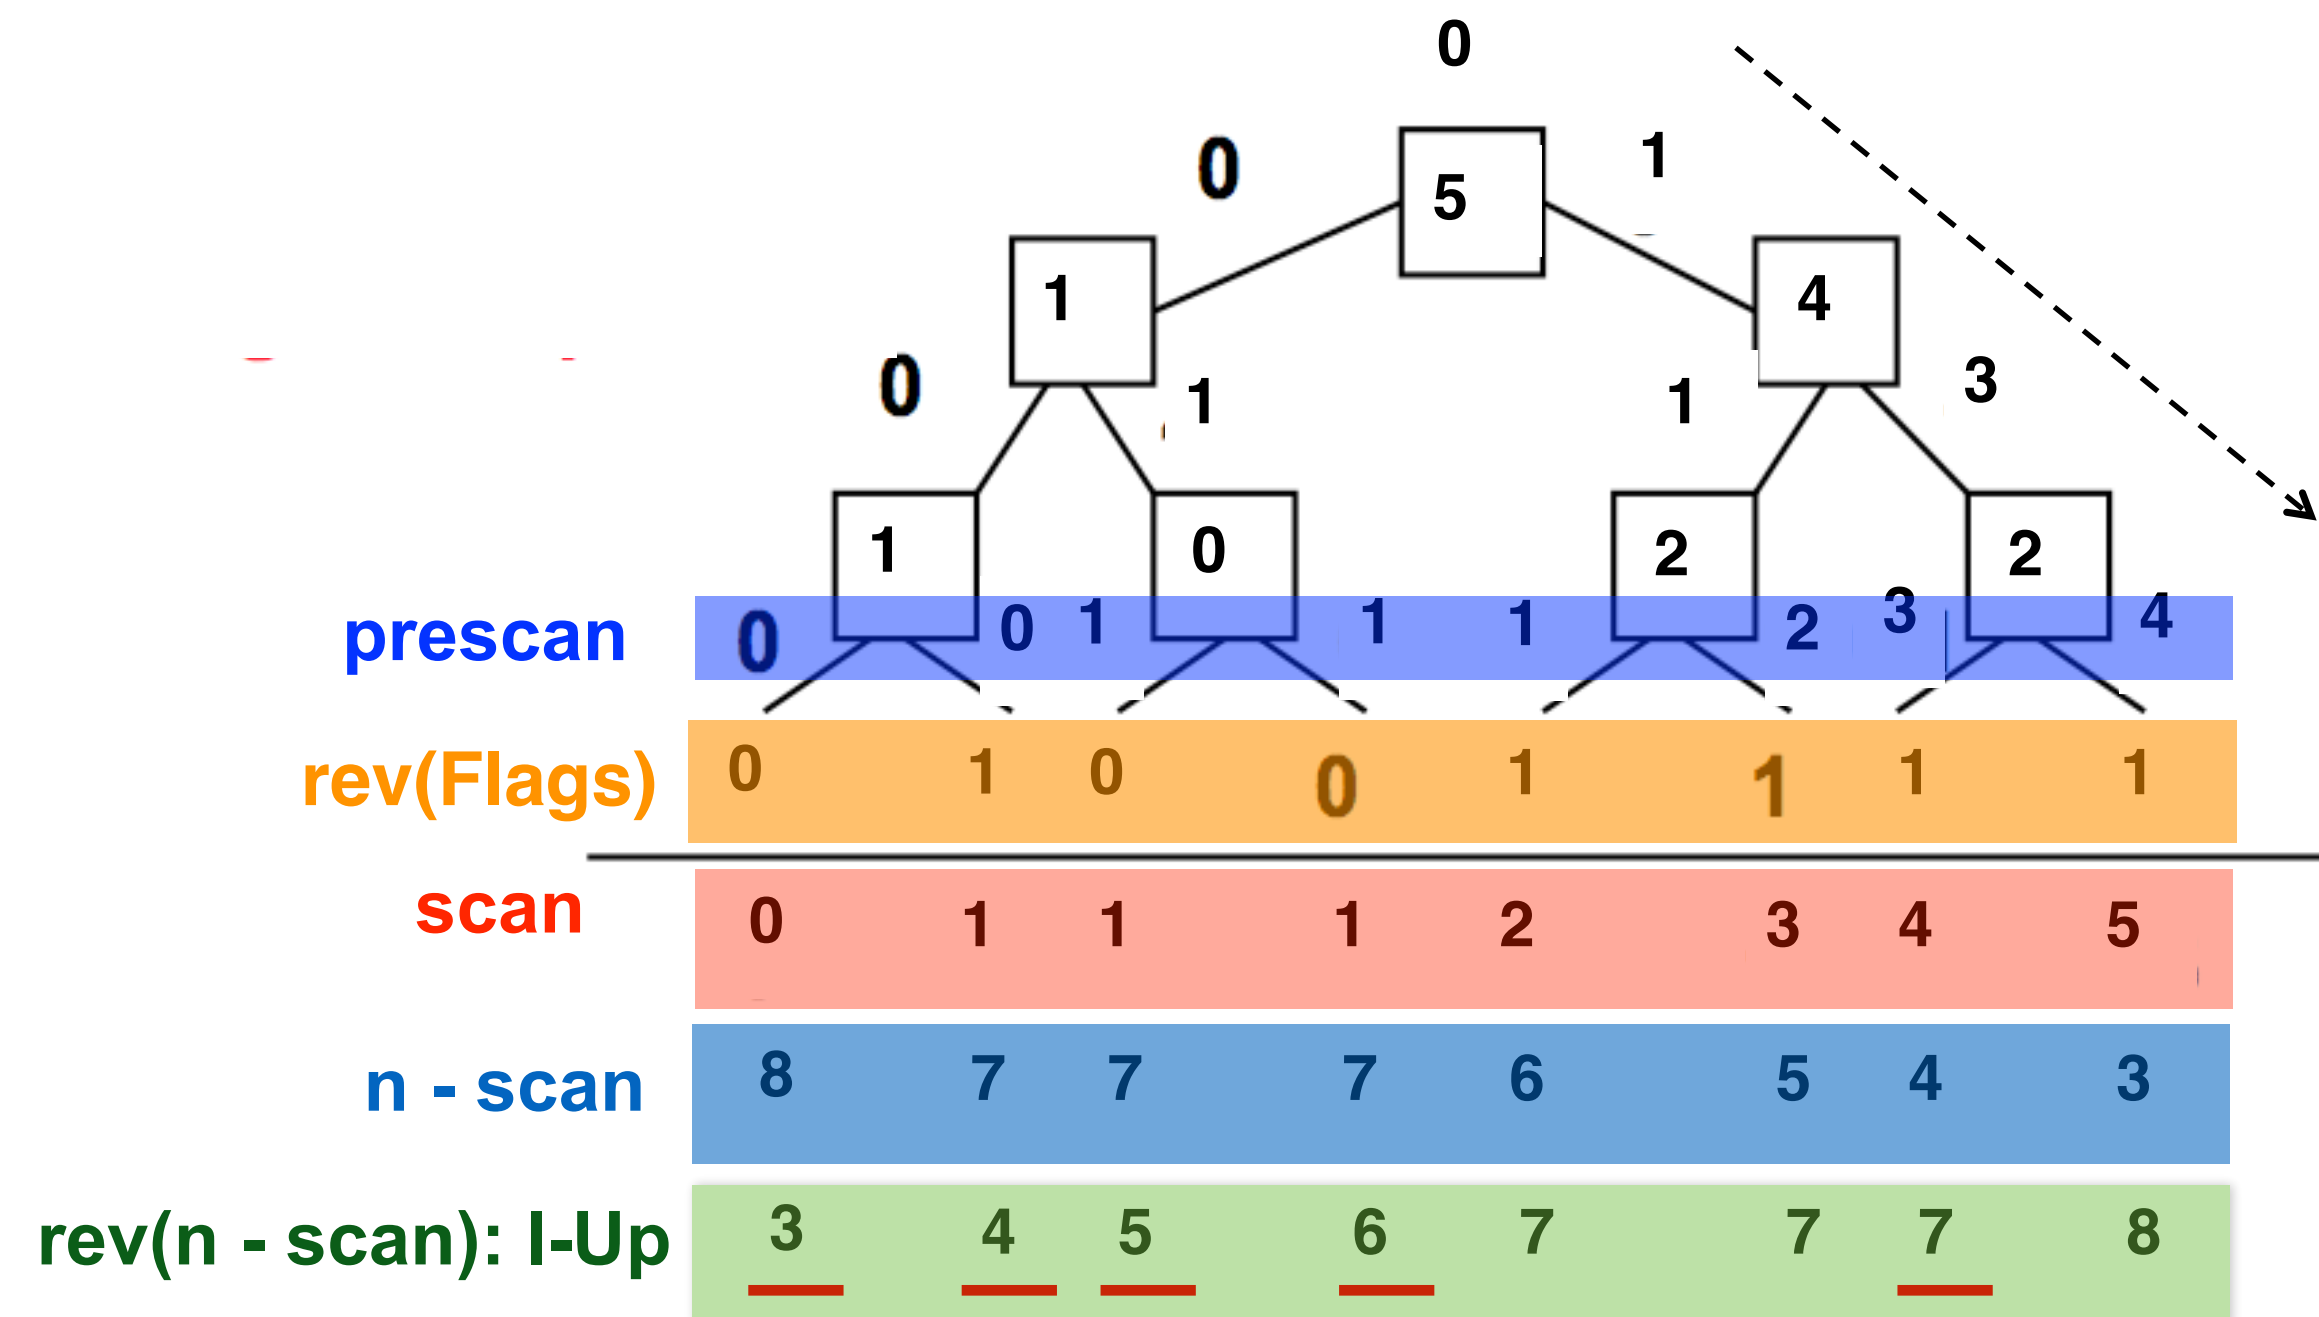 0
0 1
5
1 4
0 1 1 3
1 0 2 2
prescan 0 0 1 1 1 2 3 4
rev(Flags) 0 1 0 0 1 1 1 1
scan 0 1 1 1 2 3 4 5
n - scan 8 7 7 7 6 5 4 3
rev(n - scan): I-Up 3 4 5 6 7 7 7 8